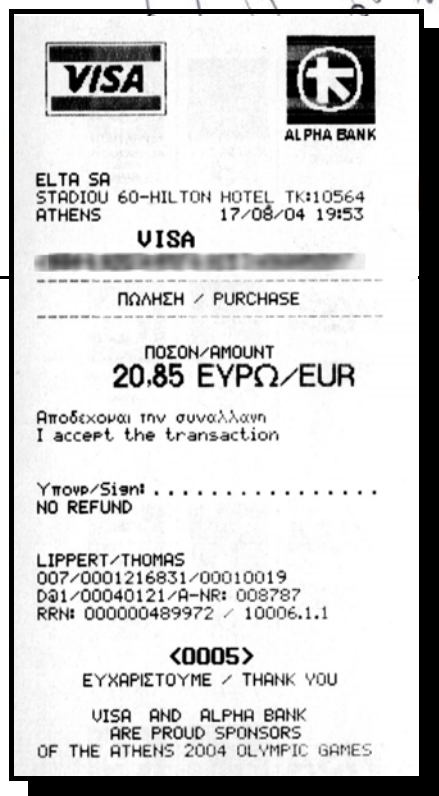 VISA
ALPHA BANK
ELTA SA
STADIOU 60-HILTON HOTEL TK:10564
ATHENS 17/08/04 19:53
VISA
ΠΩΛΗΣΗ / PURCHASE
ΠΟΣΟΝ/AMOUNT
20,85 ΕΥΡΩ/EUR
Αποδεχομαι την συναλλαγη
I accept the transaction
Υπογρ/Sign:................
NO REFUND
LIPPERT/THOMAS
007/0001216831/00010019
D@1/00040121/A-NR: 008787
RRN: 000000489972 / 10006.1.1
<0005>
ΕΥΧΑΡΙΣΤΟΥΜΕ / THANK YOU
VISA AND ALPHA BANK
ARE PROUD SPONSORS
OF THE ATHENS 2004 OLYMPIC GAMES